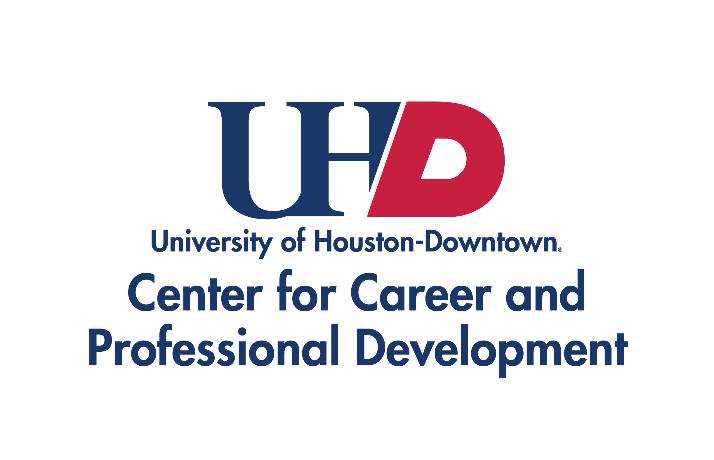 UHD
University of Houston-Downtown®
Center for Career and
Professional Development